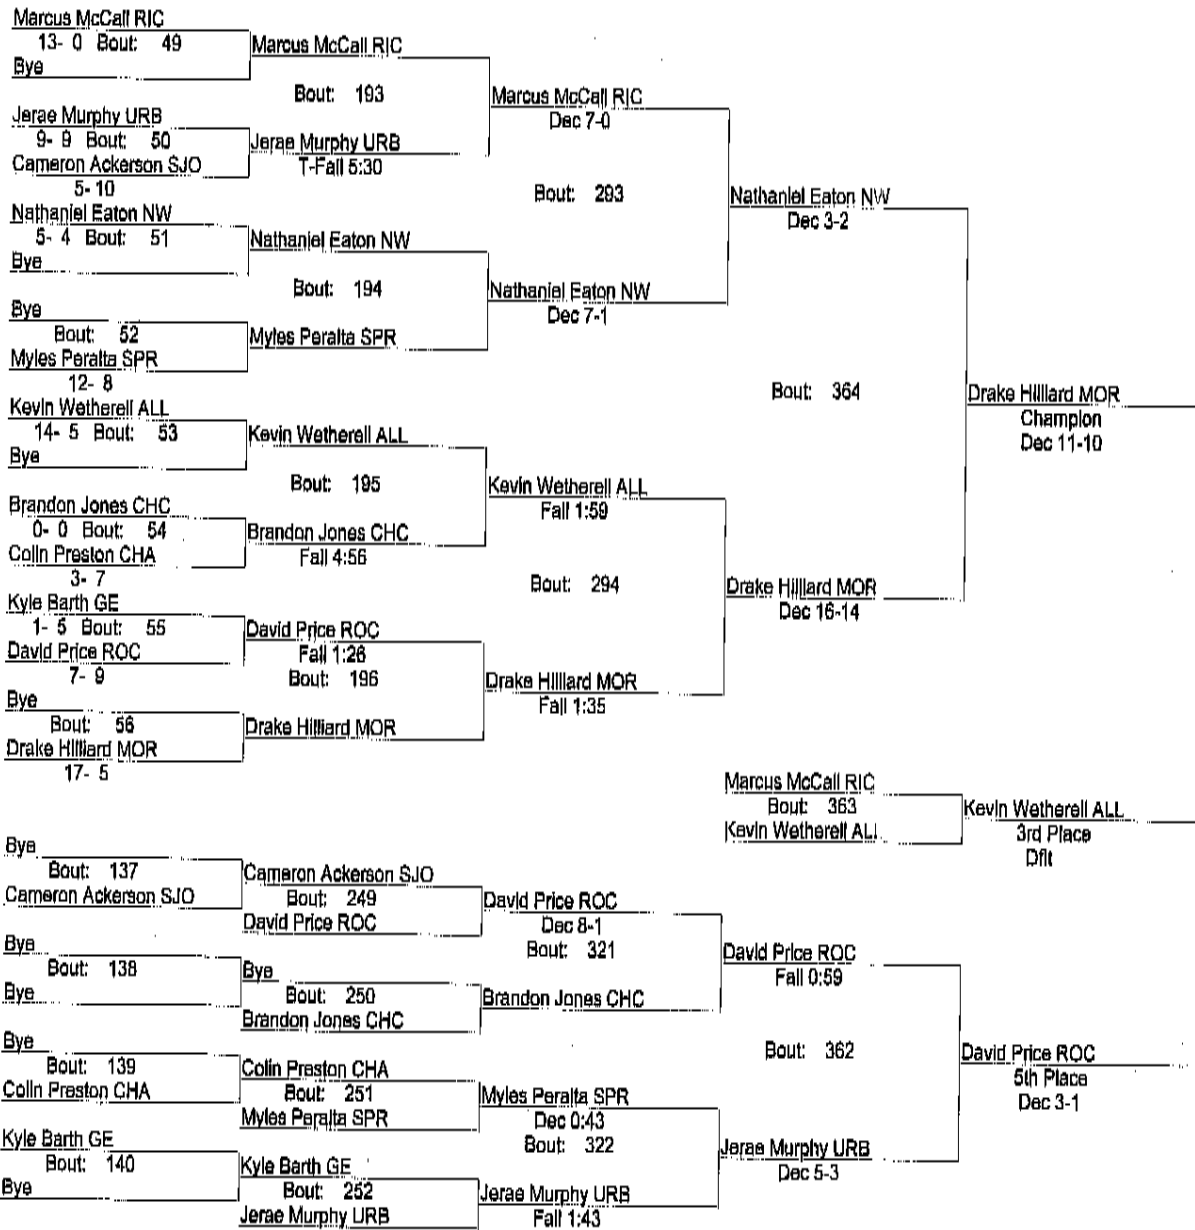 Marcus McCall RIC
13- 0 Bout: 49
Bye
Marcus McCall RIC
Bout: 193
Jerae Murphy URB
9- 9 Bout: 50
Cameron Ackerson SJO
5- 10
Jerae Murphy URB
T-Fall 5:30
Marcus McCall RIC
Dec 7-0
Bout: 293
Nathaniel Eaton NW
5- 4 Bout: 51
Bye
Nathaniel Eaton NW
Bout: 194
Bye
Bout: 52
Myles Peralta SPR
12- 8
Myles Peralta SPR
Nathaniel Eaton NW
Dec 7-1
Nathaniel Eaton NW
Dec 3-2
Bout: 364
Kevin Wetherell ALL
14- 5 Bout: 53
Bye
Kevin Wetherell ALL
Bout: 195
Brandon Jones CHC
0- 0 Bout: 54
Colin Preston CHA
3- 7
Brandon Jones CHC
Fall 4:56
Kevin Wetherell ALL
Fall 1:59
Bout: 294
Kyle Barth GE
1- 5 Bout: 55
David Price ROC
7- 9
David Price ROC
Fall 1:26
Bout: 196
Bye
Bout: 56
Drake Hilliard MOR
17- 5
Drake Hilliard MOR
Drake Hilliard MOR
Fall 1:35
Drake Hilliard MOR
Dec 16-14
Drake Hilliard MOR
Champion
Dec 11-10
Marcus McCall RIC
Bout: 363
Kevin Wetherell ALL
Kevin Wetherell ALL
3rd Place
Dflt
Bye
Bout: 137
Cameron Ackerson SJO
Cameron Ackerson SJO
Bout: 249
David Price ROC
David Price ROC
Dec 8-1
Bout: 321
Bye
Bout: 138
Bye
Bye
Bout: 250
Brandon Jones CHC
Brandon Jones CHC
David Price ROC
Fall 0:59
Bout: 362
Bye
Bout: 139
Colin Preston CHA
Colin Preston CHA
Bout: 251
Myles Peralta SPR
Myles Peralta SPR
Dec 0:43
Bout: 322
Kyle Barth GE
Bout: 140
Bye
Kyle Barth GE
Bout: 252
Jerae Murphy URB
Jerae Murphy URB
Fall 1:43
Jerae Murphy URB
Dec 5-3
David Price ROC
5th Place
Dec 3-1